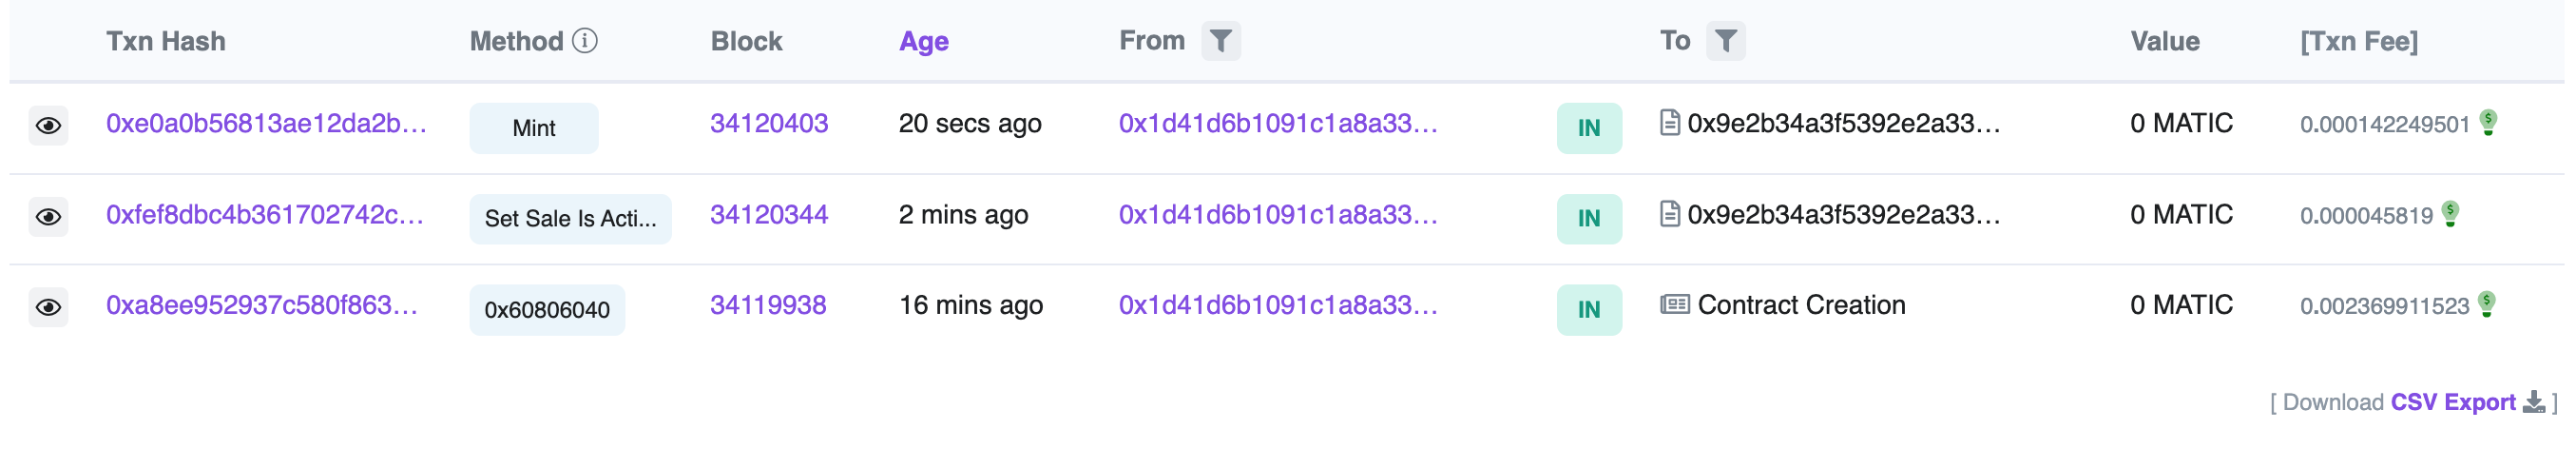 Txn Hash Method Block Age From To Value [Txn Fee]
0xe0a0b56813ae12da2b... Mint 34120403 20 secs ago 0x1d41d6b1091c1a8a33... IN 0x9e2b34a3f5392e2a33... 0 MATIC 0.000142249501
0xfef8dbc4b361702742c... Set Sale Is Acti... 34120344 2 mins ago 0x1d41d6b1091c1a8a33... IN 0x9e2b34a3f5392e2a33... 0 MATIC 0.000045819
0xa8ee952937c580f863... 0x60806040 34119938 16 mins ago 0x1d41d6b1091c1a8a33... IN Contract Creation 0 MATIC 0.002369911523
[ Download CSV Export ]